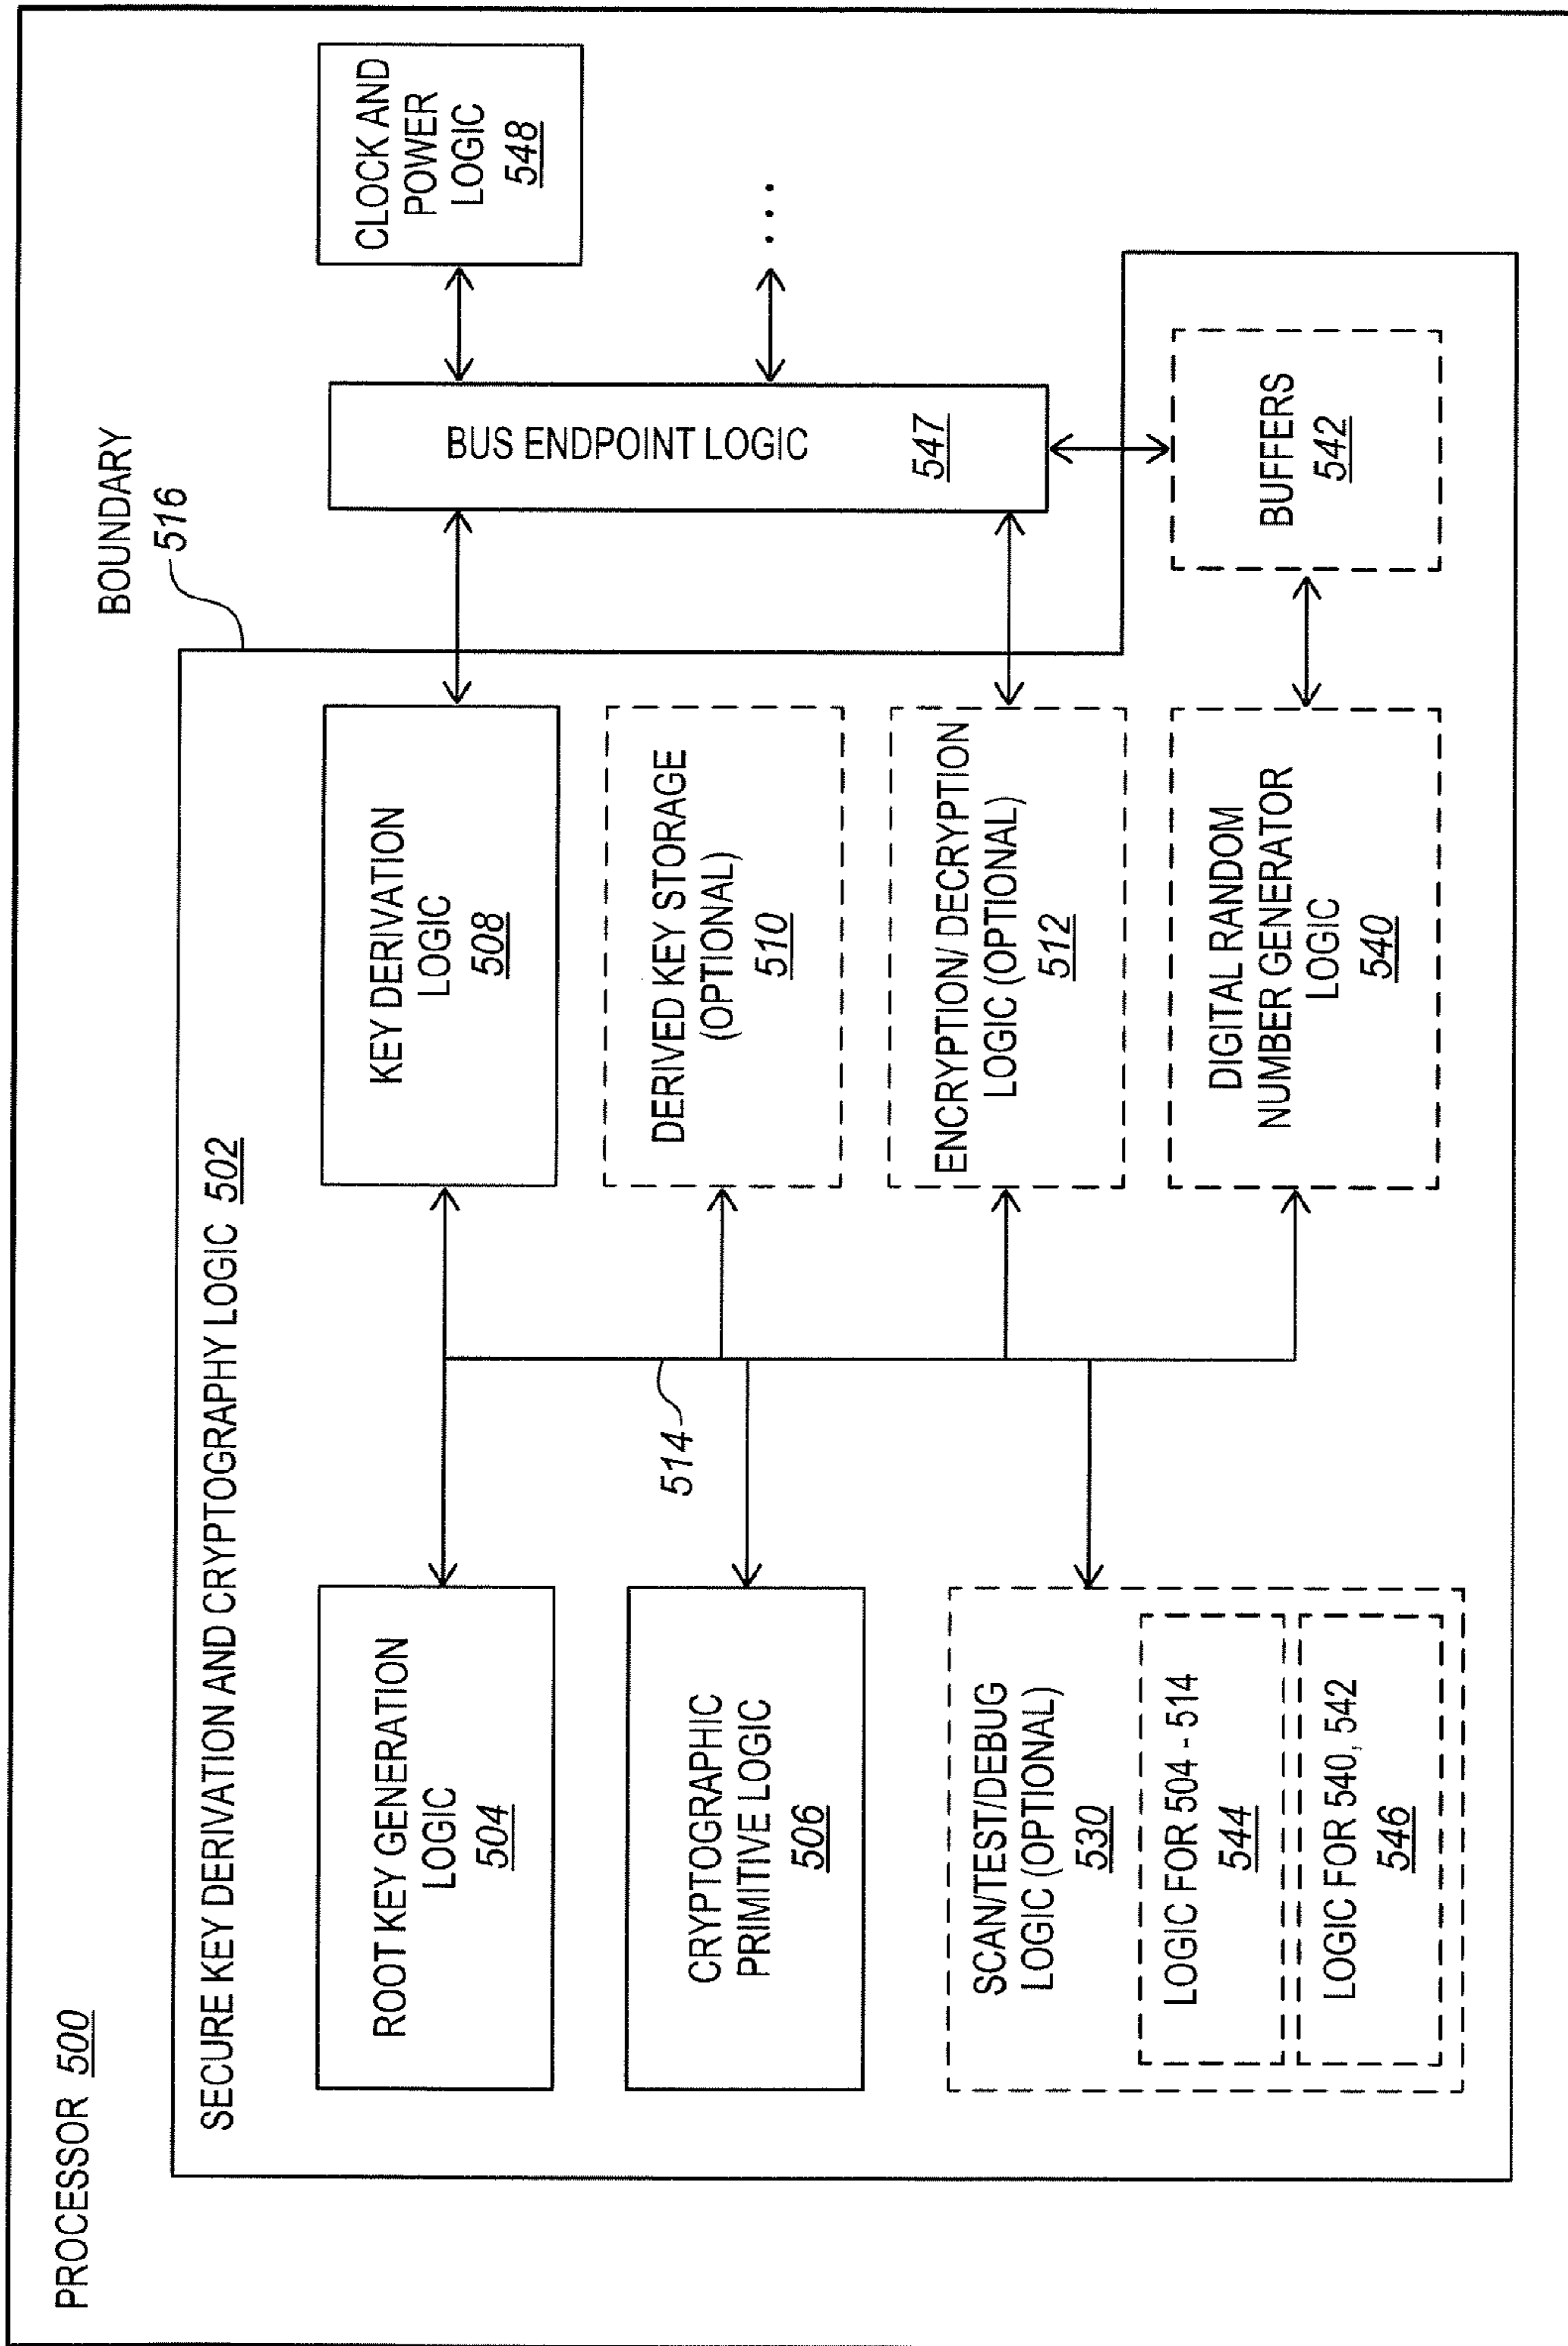 PROCESSOR 500
BOUNDARY
516
SECURE KEY DERIVATION AND CRYPTOGRAPHY LOGIC 502
ROOT KEY GENERATION
LOGIC
504
CRYPTOGRAPHIC
PRIMITIVE LOGIC
506
SCAN/TEST/DEBUG
LOGIC (OPTIONAL)
530
LOGIC FOR 504 - 514
544
LOGIC FOR 540, 542
546
514
KEY DERIVATION
LOGIC
508
DERIVED KEY STORAGE
(OPTIONAL)
510
ENCRYPTION/ DECRYPTION
LOGIC (OPTIONAL)
512
DIGITAL RANDOM
NUMBER GENERATOR
LOGIC
540
BUS ENDPOINT LOGIC 547
BUFFERS
542
CLOCK AND
POWER
LOGIC
548
...